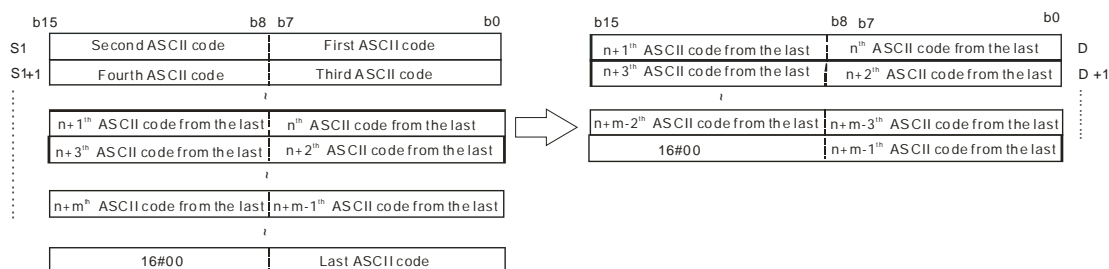 b15 b8 b7 b0
S1 Second ASCII code First ASCII code
S1+1 Fourth ASCII code Third ASCII code
~
n+1th ASCII code from the last nth ASCII code from the last
n+3th ASCII code from the last n+2th ASCII code from the last
~
n+mth ASCII code from the last n+m-1th ASCII code from the last
~
16#00 Last ASCII code
b15 b8 b7 b0
n+1th ASCII code from the last nth ASCII code from the last D
n+3th ASCII code from the last n+2th ASCII code from the last D +1
~
n+m-2th ASCII code from the last n+m-3th ASCII code from the last
16#00 n+m-1th ASCII code from the last